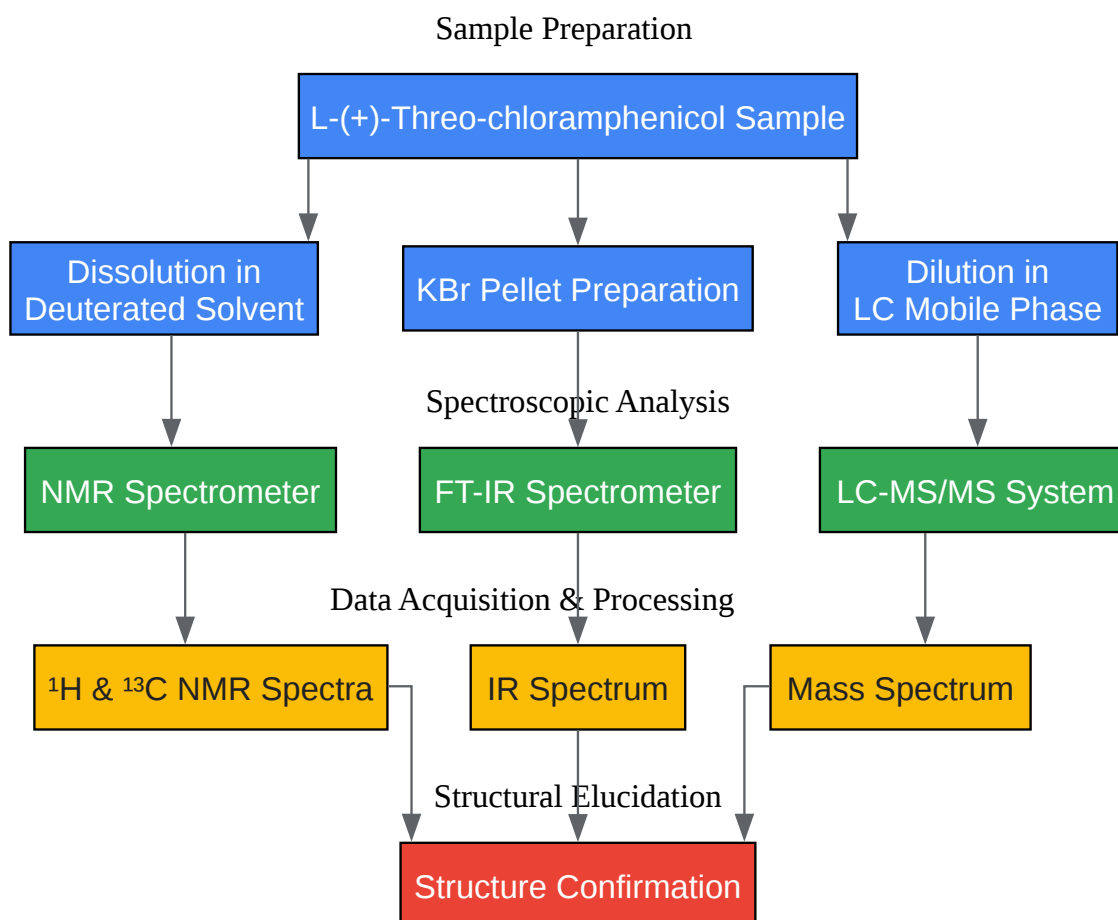 Sample Preparation
L-(+)-Threo-chloramphenicol Sample
Dissolution in
Deuterated Solvent
KBr Pellet Preparation
Dilution in
LC Mobile Phase
Spectroscopic Analysis
NMR Spectrometer
FT-IR Spectrometer
LC-MS/MS System
Data Acquisition & Processing
¹H & ¹³C NMR Spectra
IR Spectrum
Mass Spectrum
Structural Elucidation
Structure Confirmation